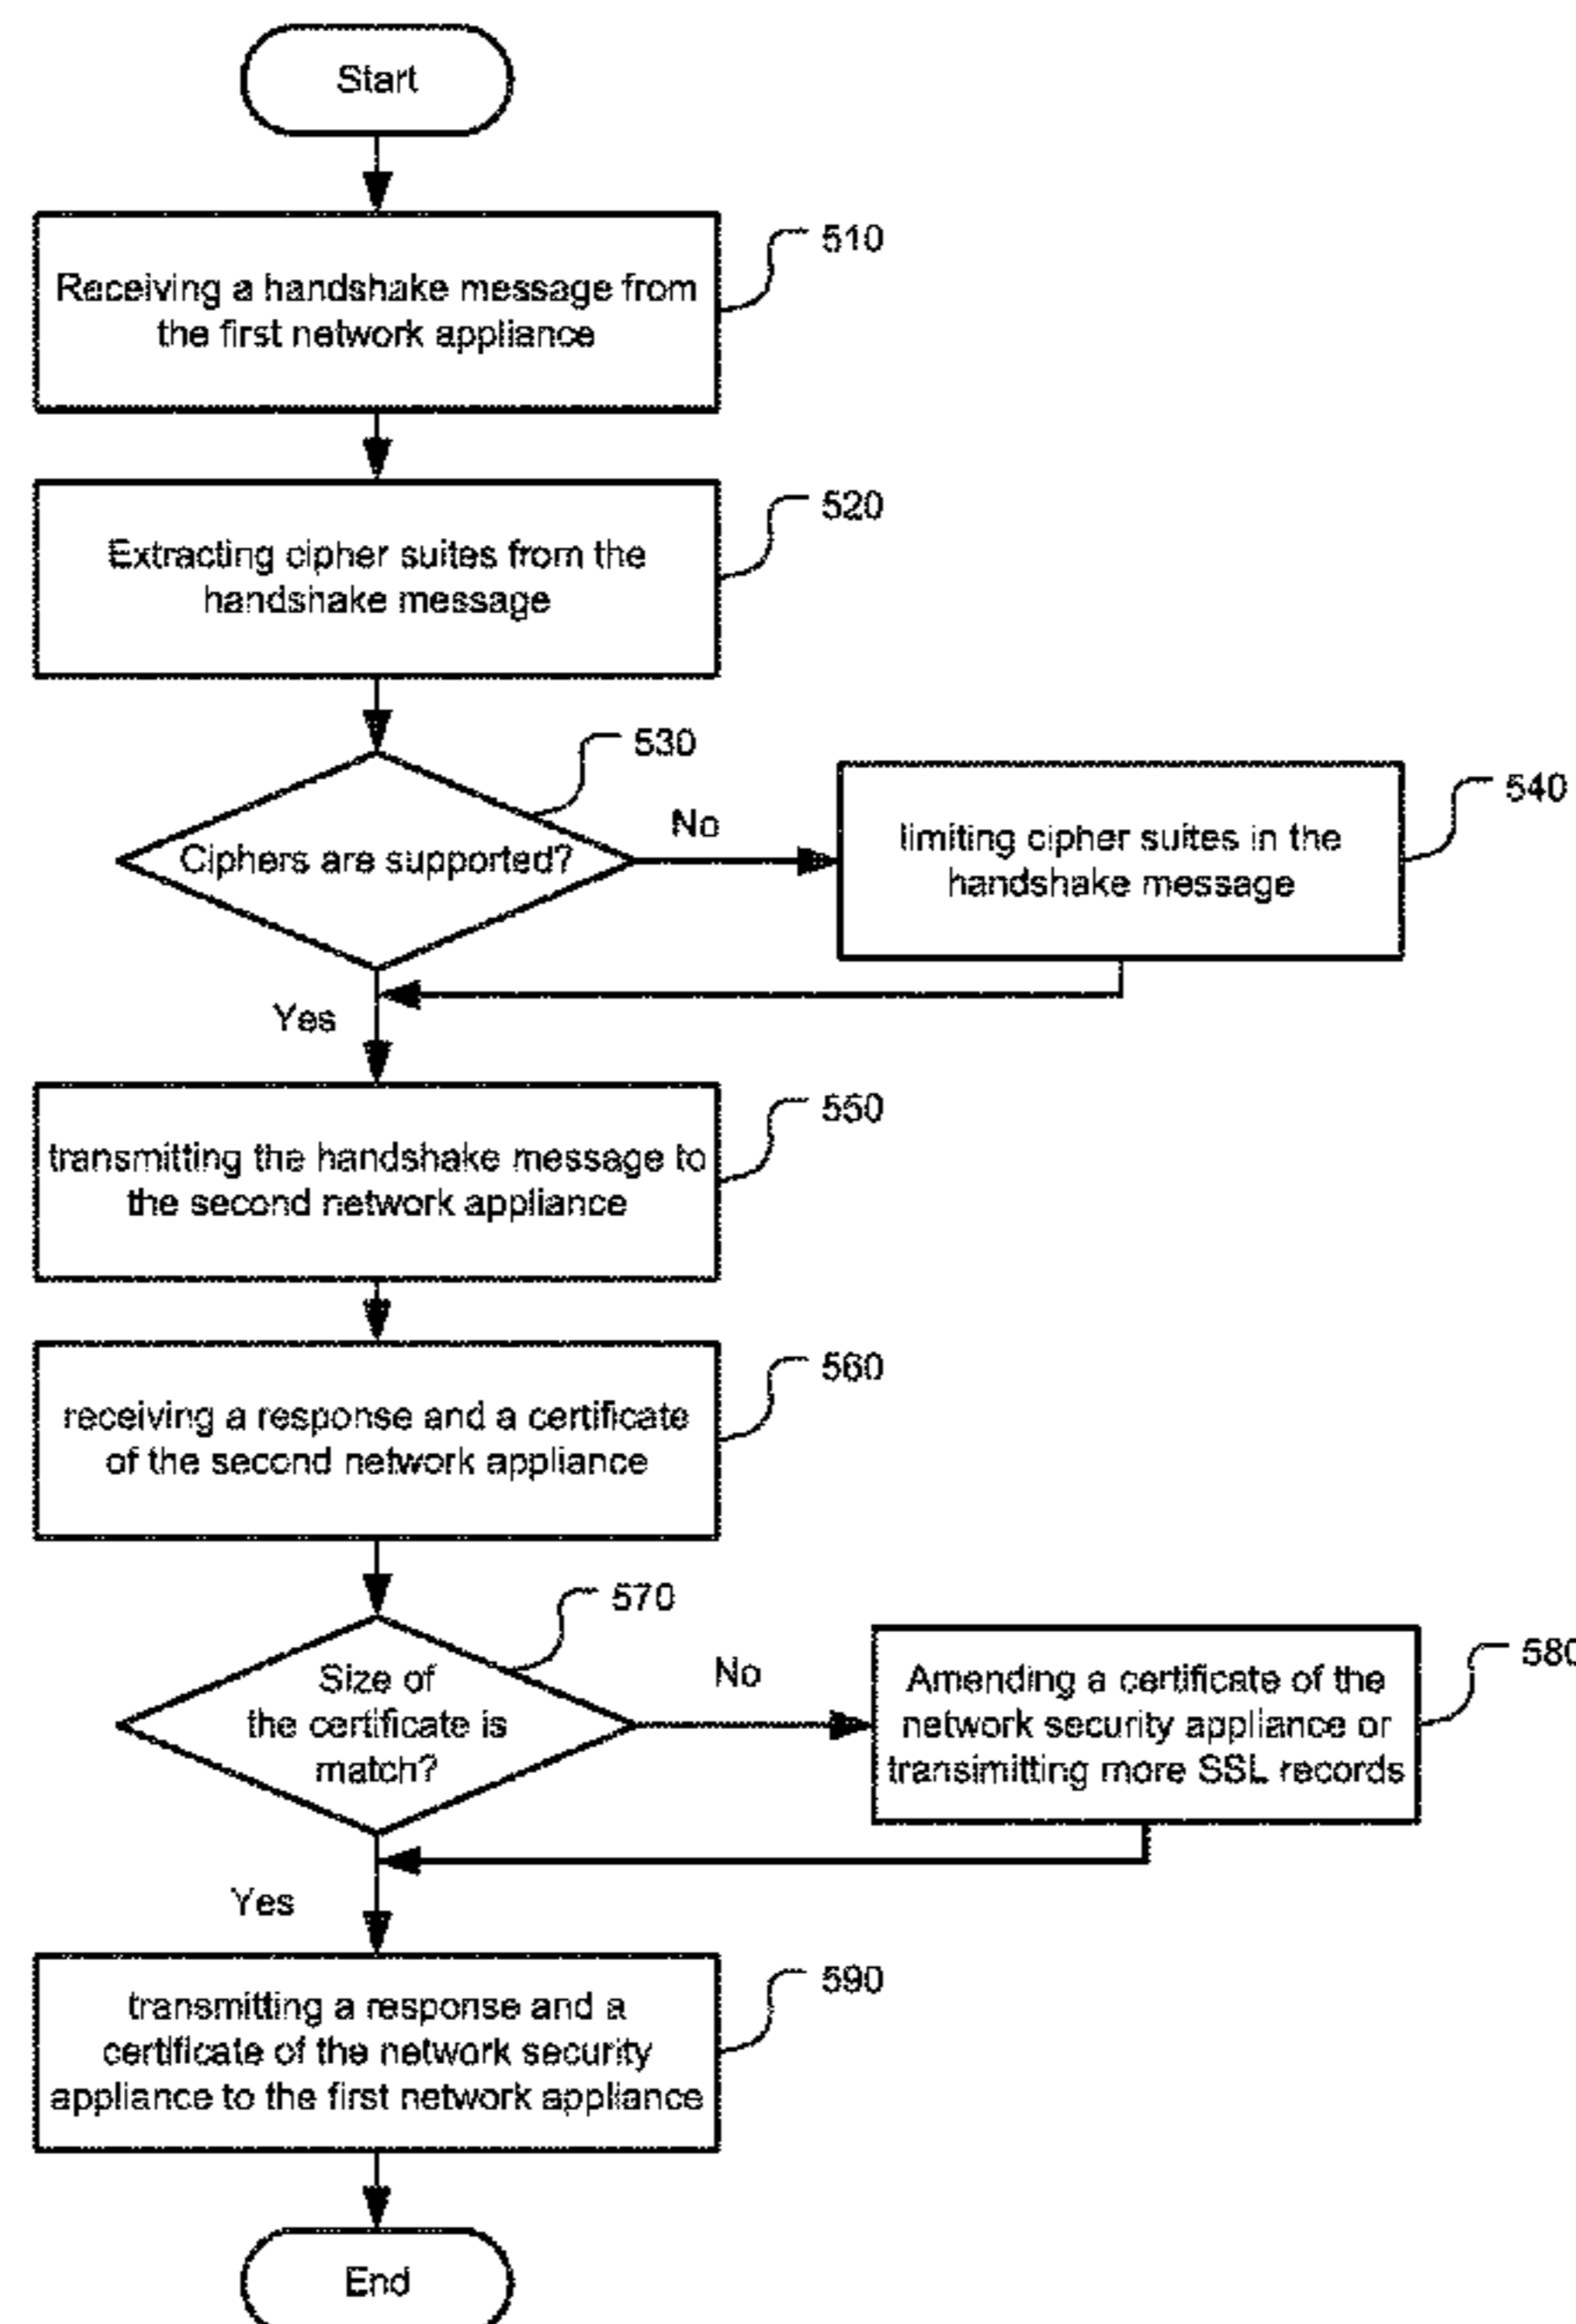 Start
510
Receiving a handshake message from
the first network appliance
520
Extracting cipher suites from the
handshake message
530
Ciphers are supported?
No
540
limiting cipher suites in the
handshake message
Yes
550
transmitting the handshake message to
the second network appliance
560
receiving a response and a certificate
of the second network appliance
570
Size of
the certificate is
match?
No
580
Amending a certificate of the
network security appliance or
transimitting more SSL records
Yes
590
transmitting a response and a
certificate of the network security
appliance to the first network appliance
End